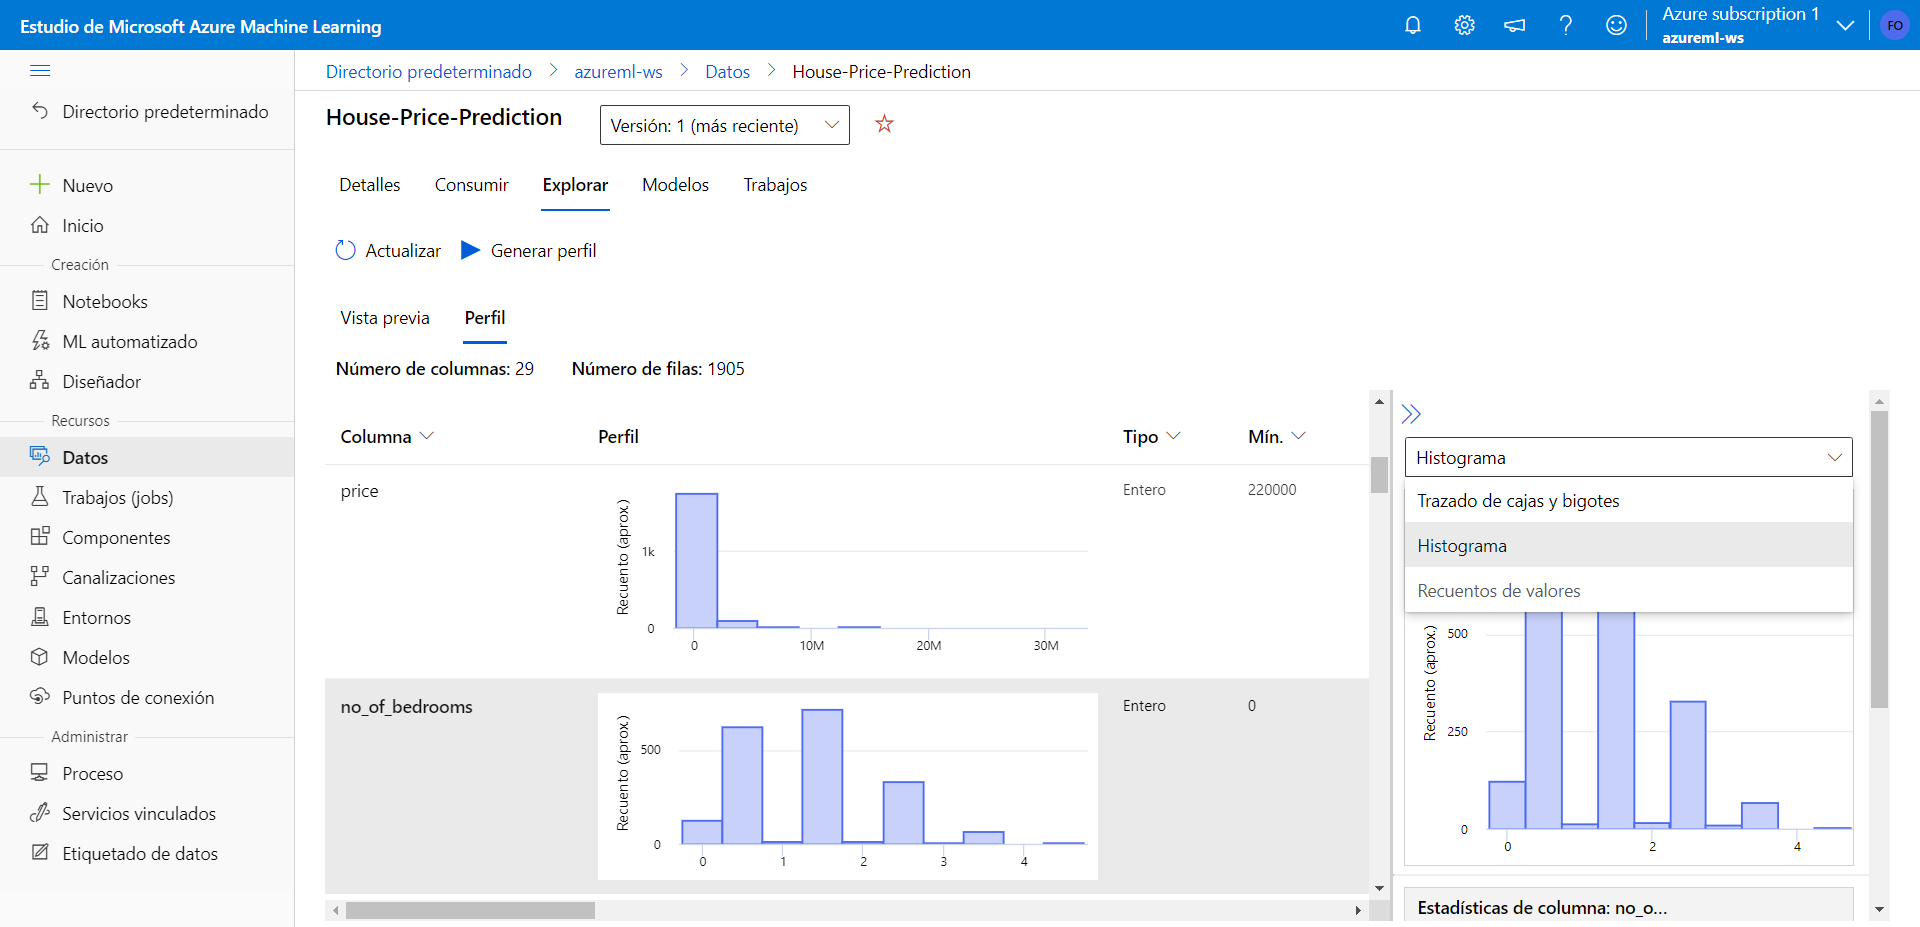 Estudio de Microsoft Azure Machine Learning
Azure subscription 1
azureml-ws
FO
Directorio predeterminado
Nuevo
Inicio
Creación
Notebooks
ML automatizado
Diseñador
Recursos
Datos
Trabajos (jobs)
Componentes
Canalizaciones
Entornos
Modelos
Puntos de conexión
Administrar
Proceso
Servicios vinculados
Etiquetado de datos
Directorio predeterminado > azureml-ws > Datos > House-Price-Prediction
House-Price-Prediction
Versión: 1 (más reciente)
Detalles Consumir Explorar Modelos Trabajos
Actualizar Generar perfil
Vista previa Perfil
Número de columnas: 29 Número de filas: 1905
Columna Perfil Tipo Mín.
price
Recuento (aprox.)
1k
0
0 10M 20M 30M
Entero 220000
no_of_bedrooms
Recuento (aprox.)
500
0
0 1 2 3 4
Entero 0
Histograma
Trazado de cajas y bigotes
Histograma
Recuentos de valores
Recuento (aprox.)
500
250
0
0 2 4
Estadísticas de columna: no_o...